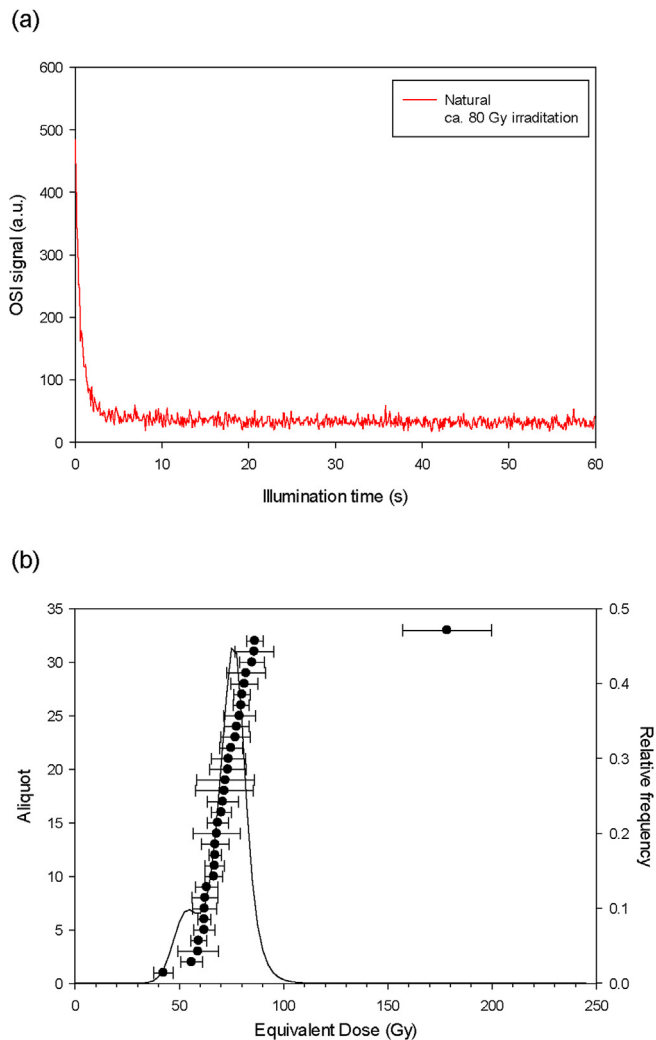 (a)
600
500
400
300
200
100
0
OSI signal (a.u.)
Natural
ca. 80 Gy irraditation
0 10 20 30 40 50 60
Illumination time (s)
(b)
35
30
25
20
15
10
5
0
Aliquot
0.5
0.4
0.3
0.2
0.1
0.0
Relative frequency
0 50 100 150 200 250
Equivalent Dose (Gy)